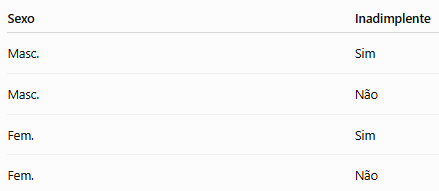 Sexo Inadimplente
Masc. Sim
Masc. Não
Fem. Sim
Fem. Não